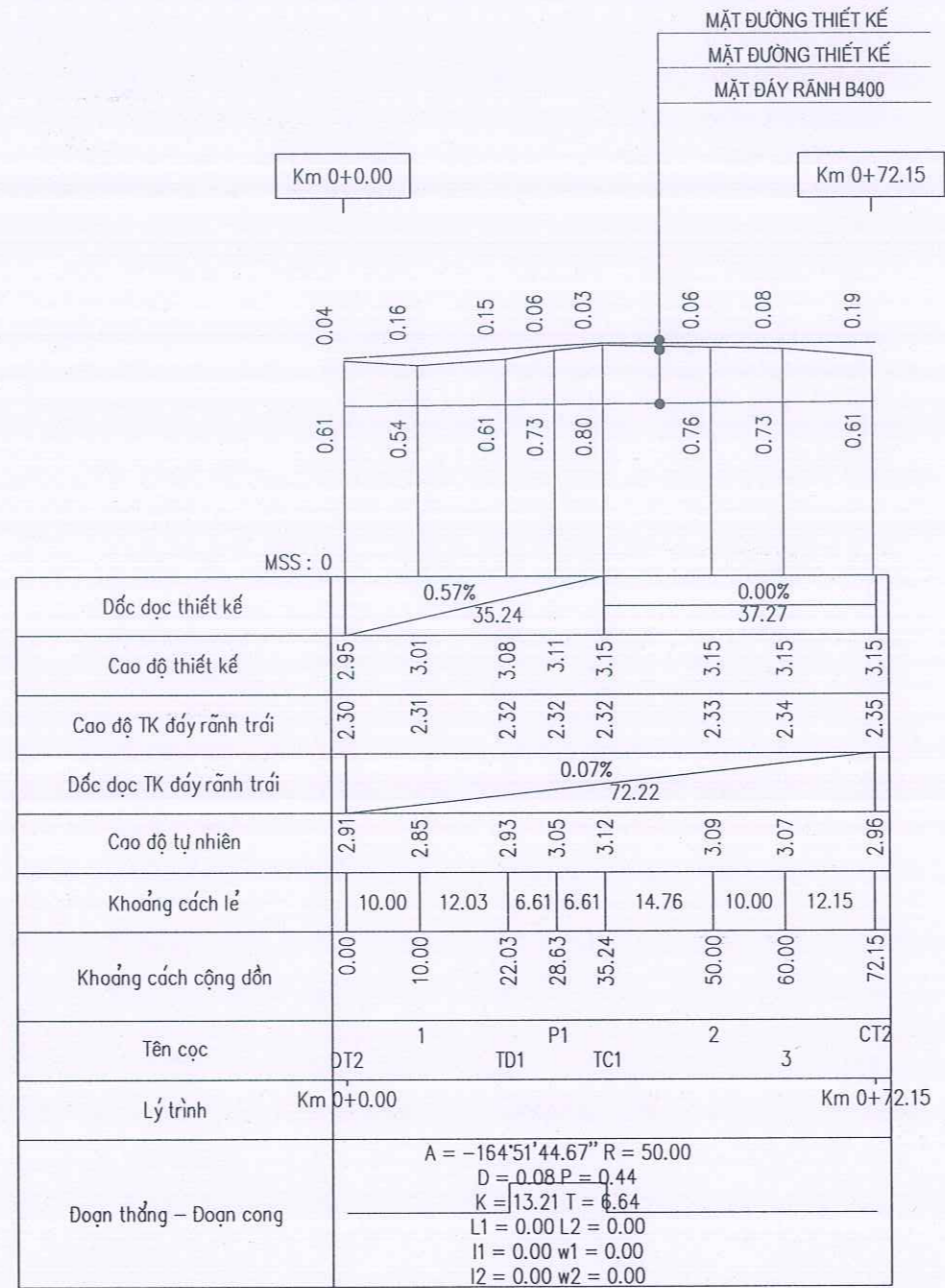 MẶT ĐƯỜNG THIẾT KẾ
MẶT ĐƯỜNG THIẾT KẾ
MẶT ĐÁY RÃNH B400
Km 0+0.00 Km 0+72.15
0.04 0.16 0.15 0.06 0.03 0.06 0.08 0.19
0.61 0.54 0.61 0.73 0.80 0.76 0.73 0.61
MSS : 0
Dốc dọc thiết kế 0.57% 35.24 0.00% 37.27
Cao độ thiết kế 2.95 3.01 3.08 3.11 3.15 3.15 3.15 3.15
Cao độ TK đáy rãnh trái 2.30 2.31 2.32 2.32 2.32 2.33 2.34 2.35
Dốc dọc TK đáy rãnh trái 0.07% 72.22
Cao độ tự nhiên 2.91 2.85 2.93 3.05 3.12 3.09 3.07 2.96
Khoảng cách lẻ 10.00 12.03 6.61 6.61 14.76 10.00 12.15
Khoảng cách cộng dồn 0.00 10.00 22.03 28.63 35.24 50.00 60.00 72.15
Tên cọc DT2 1 TD1 P1 TC1 2 3 CT2
Lý trình Km 0+0.00 Km 0+72.15
Đoạn thẳng – Đoạn cong
A = -164°51'44.67" R = 50.00
D = 0.08 P = 0.44
K = 13.21 T = 6.64
L1 = 0.00 L2 = 0.00
l1 = 0.00 w1 = 0.00
l2 = 0.00 w2 = 0.00